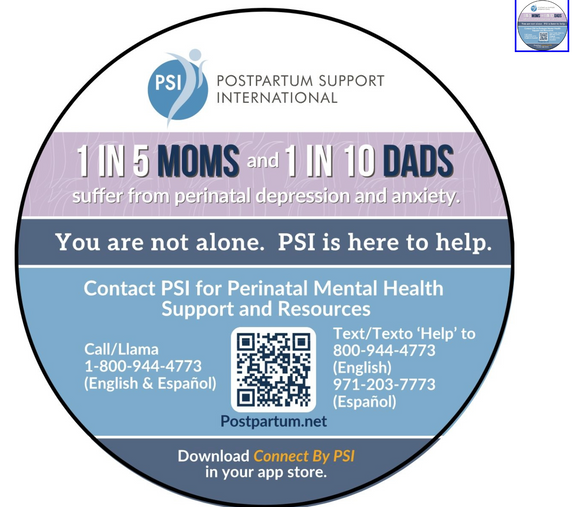 PSI
POSTPARTUM SUPPORT
INTERNATIONAL
1 IN 5 MOMS and 1 IN 10 DADS
suffer from perinatal depression and anxiety.
You are not alone. PSI is here to help.
Contact PSI for Perinatal Mental Health
Support and Resources
Call/Llama
1-800-944-4773
(English & Español)
Text/Texto ‘Help’ to
800-944-4773
(English)
971-203-7773
(Español)
Postpartum.net
Download Connect By PSI
in your app store.